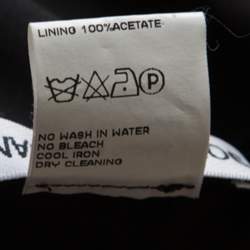 LINING 100%ACETATE
P
NO WASH IN WATER
NO BLEACH
COOL IRON
DRY CLEANING